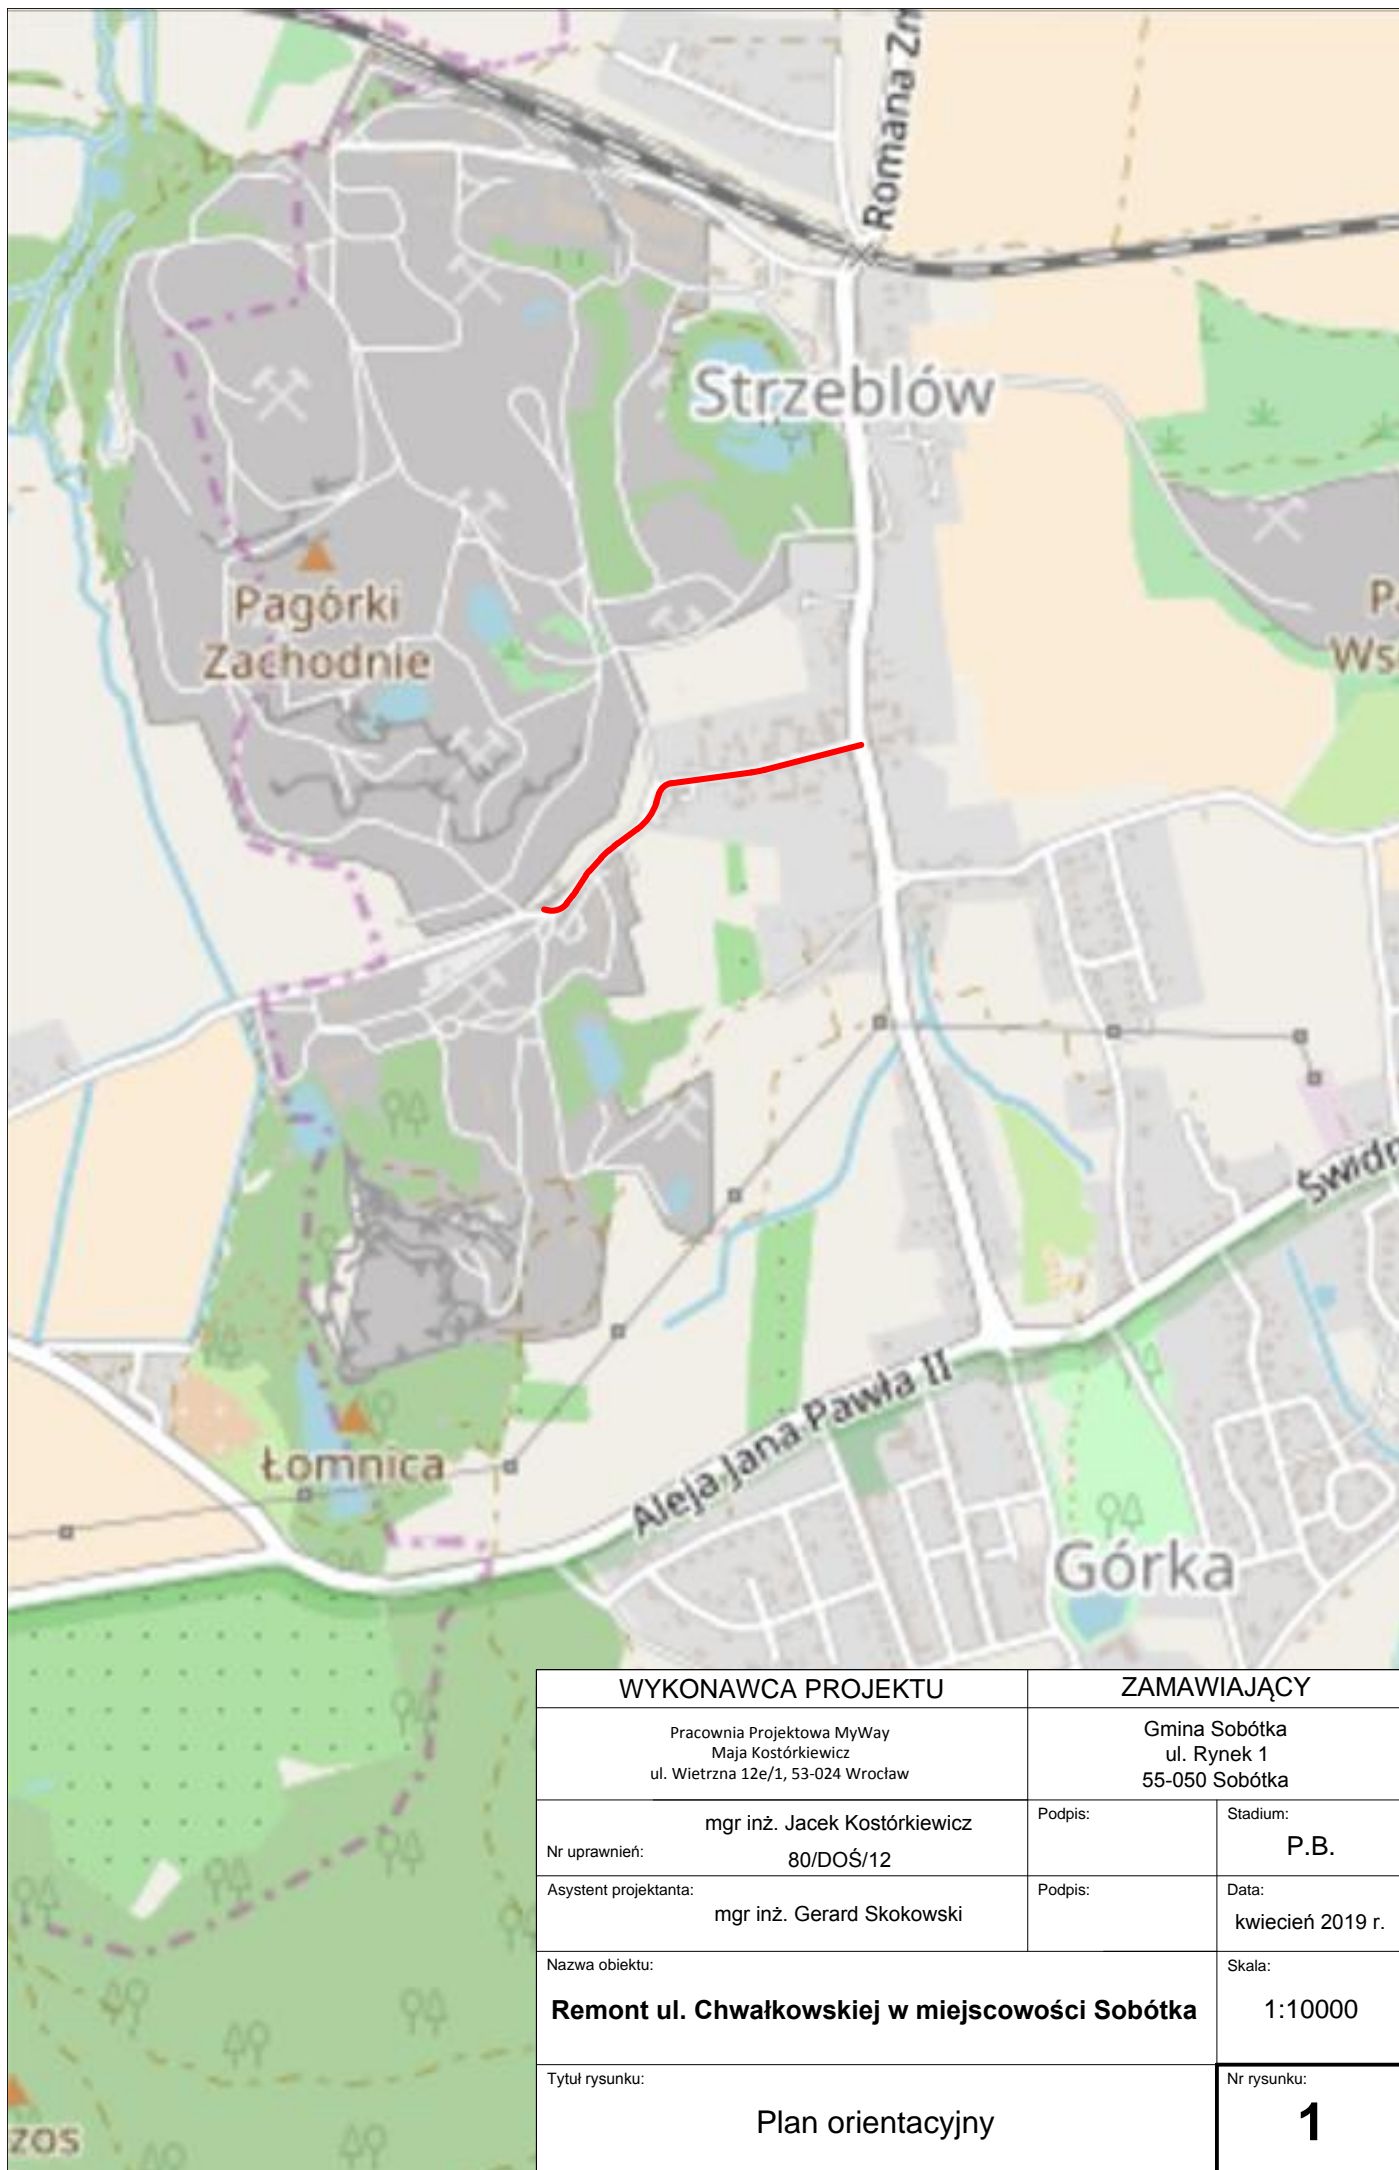 Romana
Strzeblów
Pagórki
Zachodnie
Aleja Jana Pawła II
Łomnica
Górka
WYKONAWCA PROJEKTU
ZAMAWIAJĄCY
Pracownia Projektowa MyWay
Maja Kostórkiewicz
ul. Wietrzna 12e/1, 53-024 Wrocław
Gmina Sobótka
ul. Rynek 1
55-050 Sobótka
mgr inż. Jacek Kostórkiewicz
Nr uprawnień:
80/DOŚ/12
Podpis:
Stadium:
P.B.
Asystent projektanta:
mgr inż. Gerard Skokowski
Podpis:
Data:
kwiecień 2019 r.
Nazwa obiektu:
Remont ul. Chwałkowskiej w miejscowości Sobótka
Skala:
1:10000
Tytuł rysunku:
Plan orientacyjny
Nr rysunku:
1